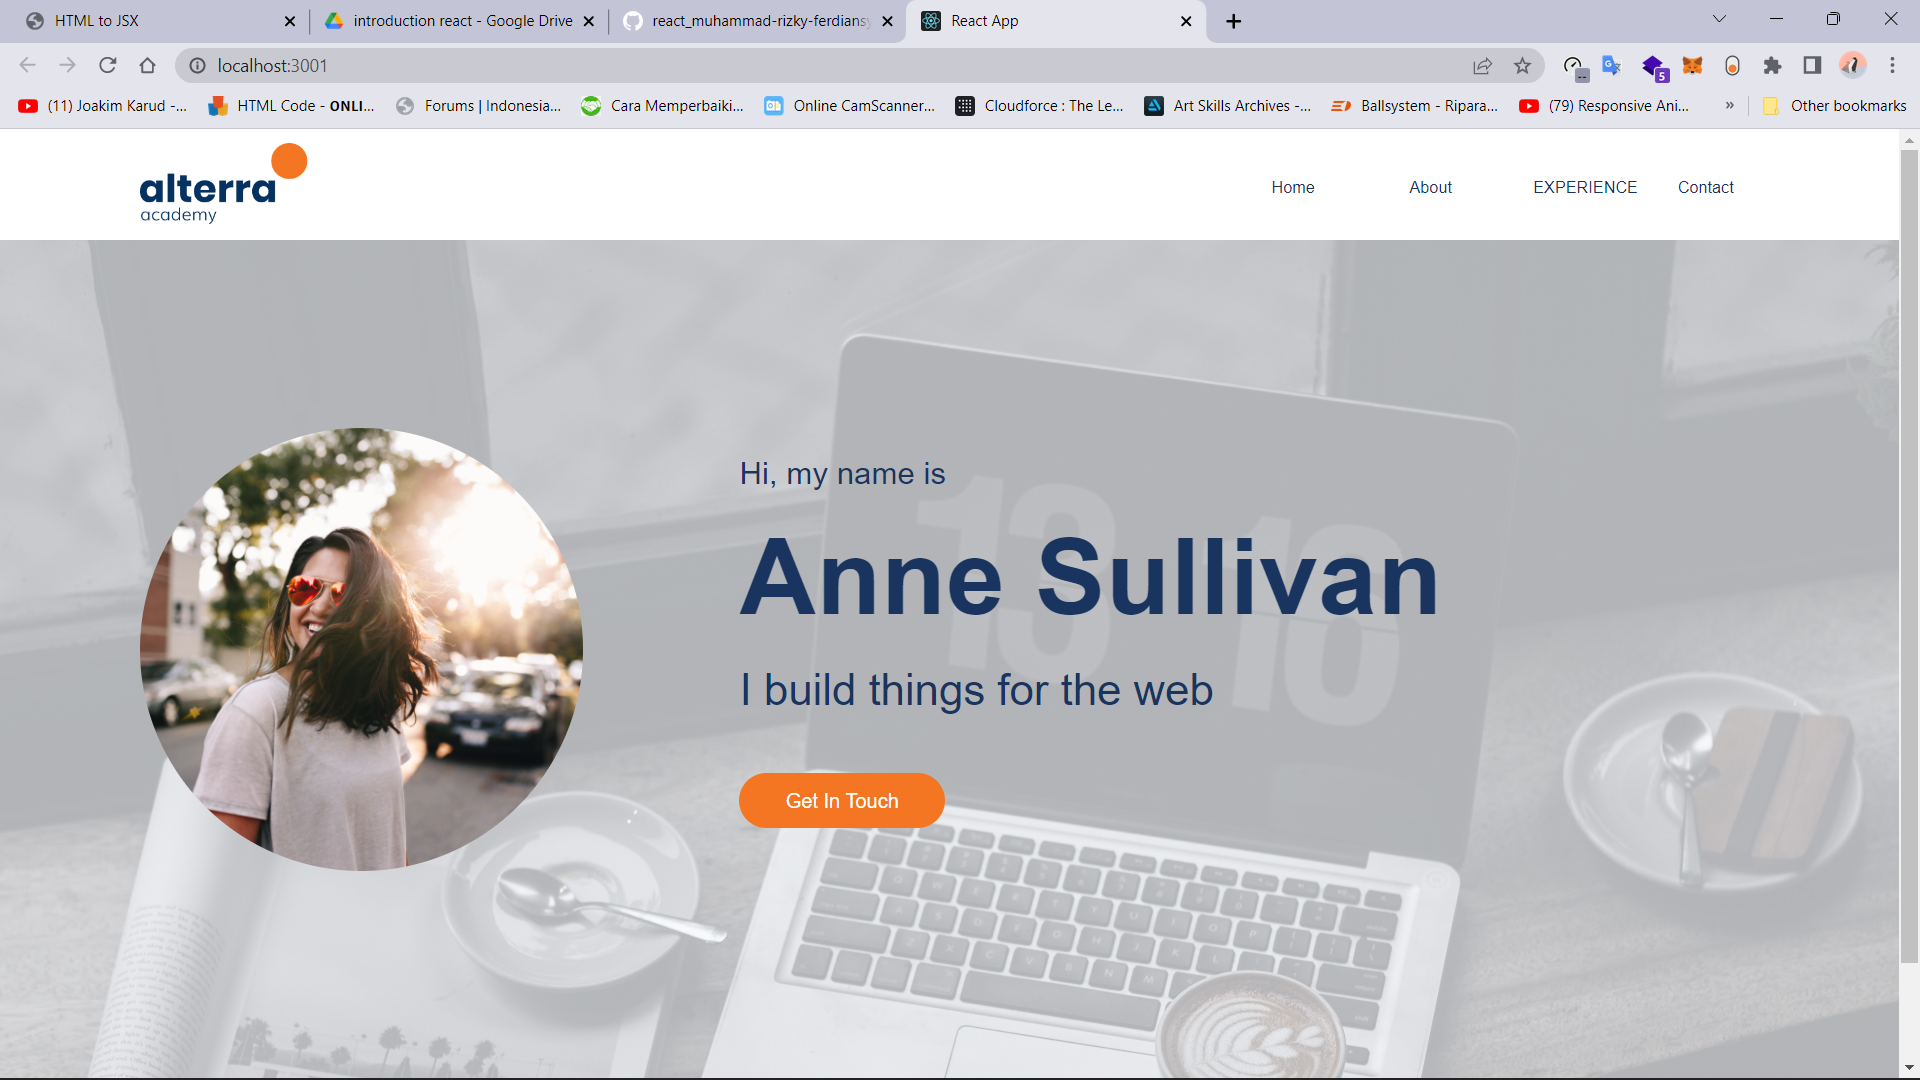 HTML to JSX
introduction react - Google Drive
react_muhammad-rizky-ferdians
React App
localhost:3001
5
(11) Joakim Karud -...
HTML Code - ONLI...
Forums | Indonesia...
Cara Memperbaiki...
Online CamScanner...
Cloudforce : The Le...
Art Skills Archives -...
Ballsystem - Ripara...
(79) Responsive Ani...
»
Other bookmarks
alterra
academy
Home
About
EXPERIENCE
Contact
Hi, my name is
Anne Sullivan
I build things for the web
Get In Touch
13 16